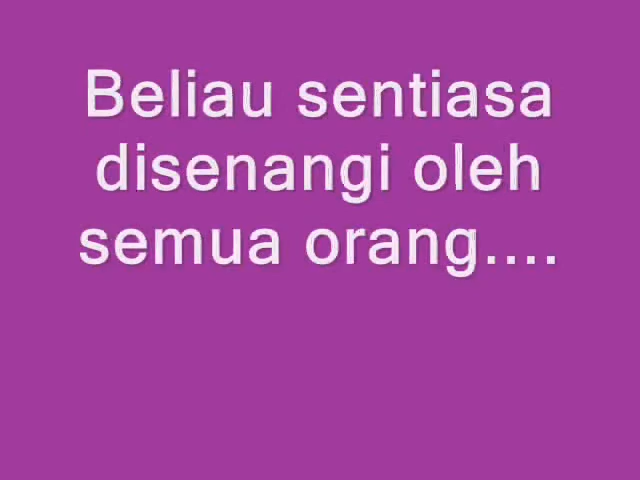 Beliau sentiasa
disenangi oleh
semua orang....